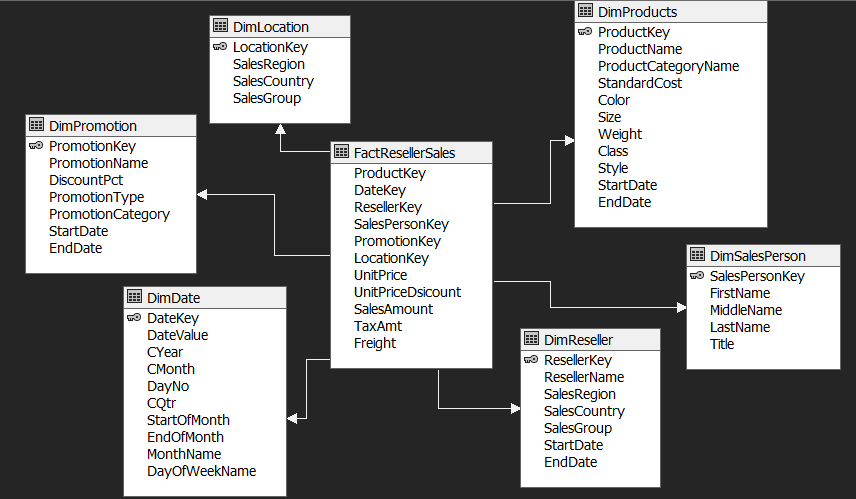 DimLocation
LocationKey
SalesRegion
SalesCountry
SalesGroup
DimProducts
ProductKey
ProductName
ProductCategoryName
StandardCost
Color
Size
Weight
Class
Style
StartDate
EndDate
DimPromotion
PromotionKey
PromotionName
DiscountPct
PromotionType
PromotionCategory
StartDate
EndDate
FactResellerSales
ProductKey
DateKey
ResellerKey
SalesPersonKey
PromotionKey
LocationKey
UnitPrice
UnitPriceDsicount
SalesAmount
TaxAmt
Freight
DimSalesPerson
SalesPersonKey
FirstName
MiddleName
LastName
Title
DimDate
DateKey
DateValue
CYear
CMonth
DayNo
CQtr
StartOfMonth
EndOfMonth
MonthName
DayOfWeekName
DimReseller
ResellerKey
ResellerName
SalesRegion
SalesCountry
SalesGroup
StartDate
EndDate